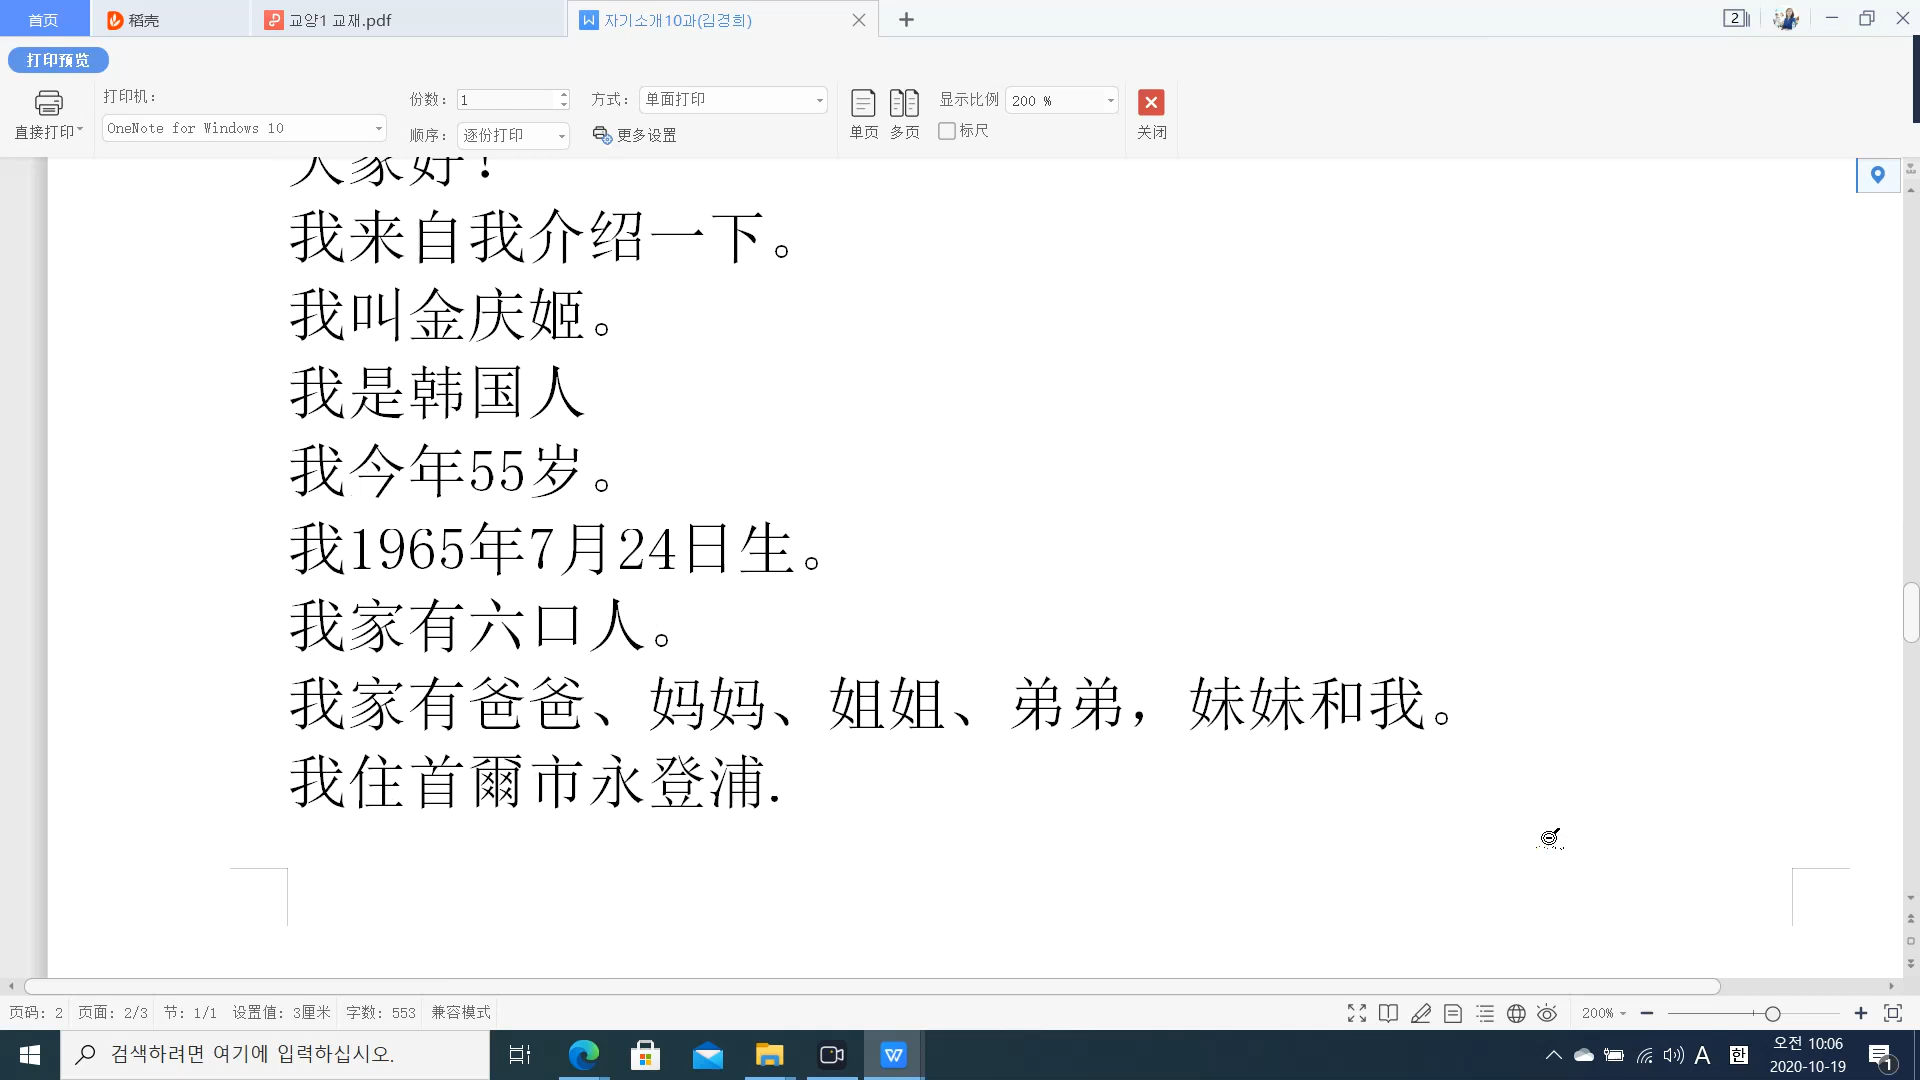 首页 稻壳 교양1 교재.pdf 자기소개10과(김경희) 2
打印预览
直接打印 打印机: OneNote for Windows 10 份数: 1 顺序: 逐份打印 方式: 单面打印 更多设置 单页 多页 显示比例 200 % 标尺 关闭
大家好!
我来自我介绍一下。
我叫金庆姬。
我是韩国人
我今年55岁。
我1965年7月24日生。
我家有六口人。
我家有爸爸、妈妈、姐姐、弟弟，妹妹和我。
我住首爾市永登浦.
页码: 2 页面: 2/3 节: 1/1 设置值: 3厘米 字数: 553 兼容模式 200%
검색하려면 여기에 입력하십시오. A 한 오전 10:06
2020-10-19 1